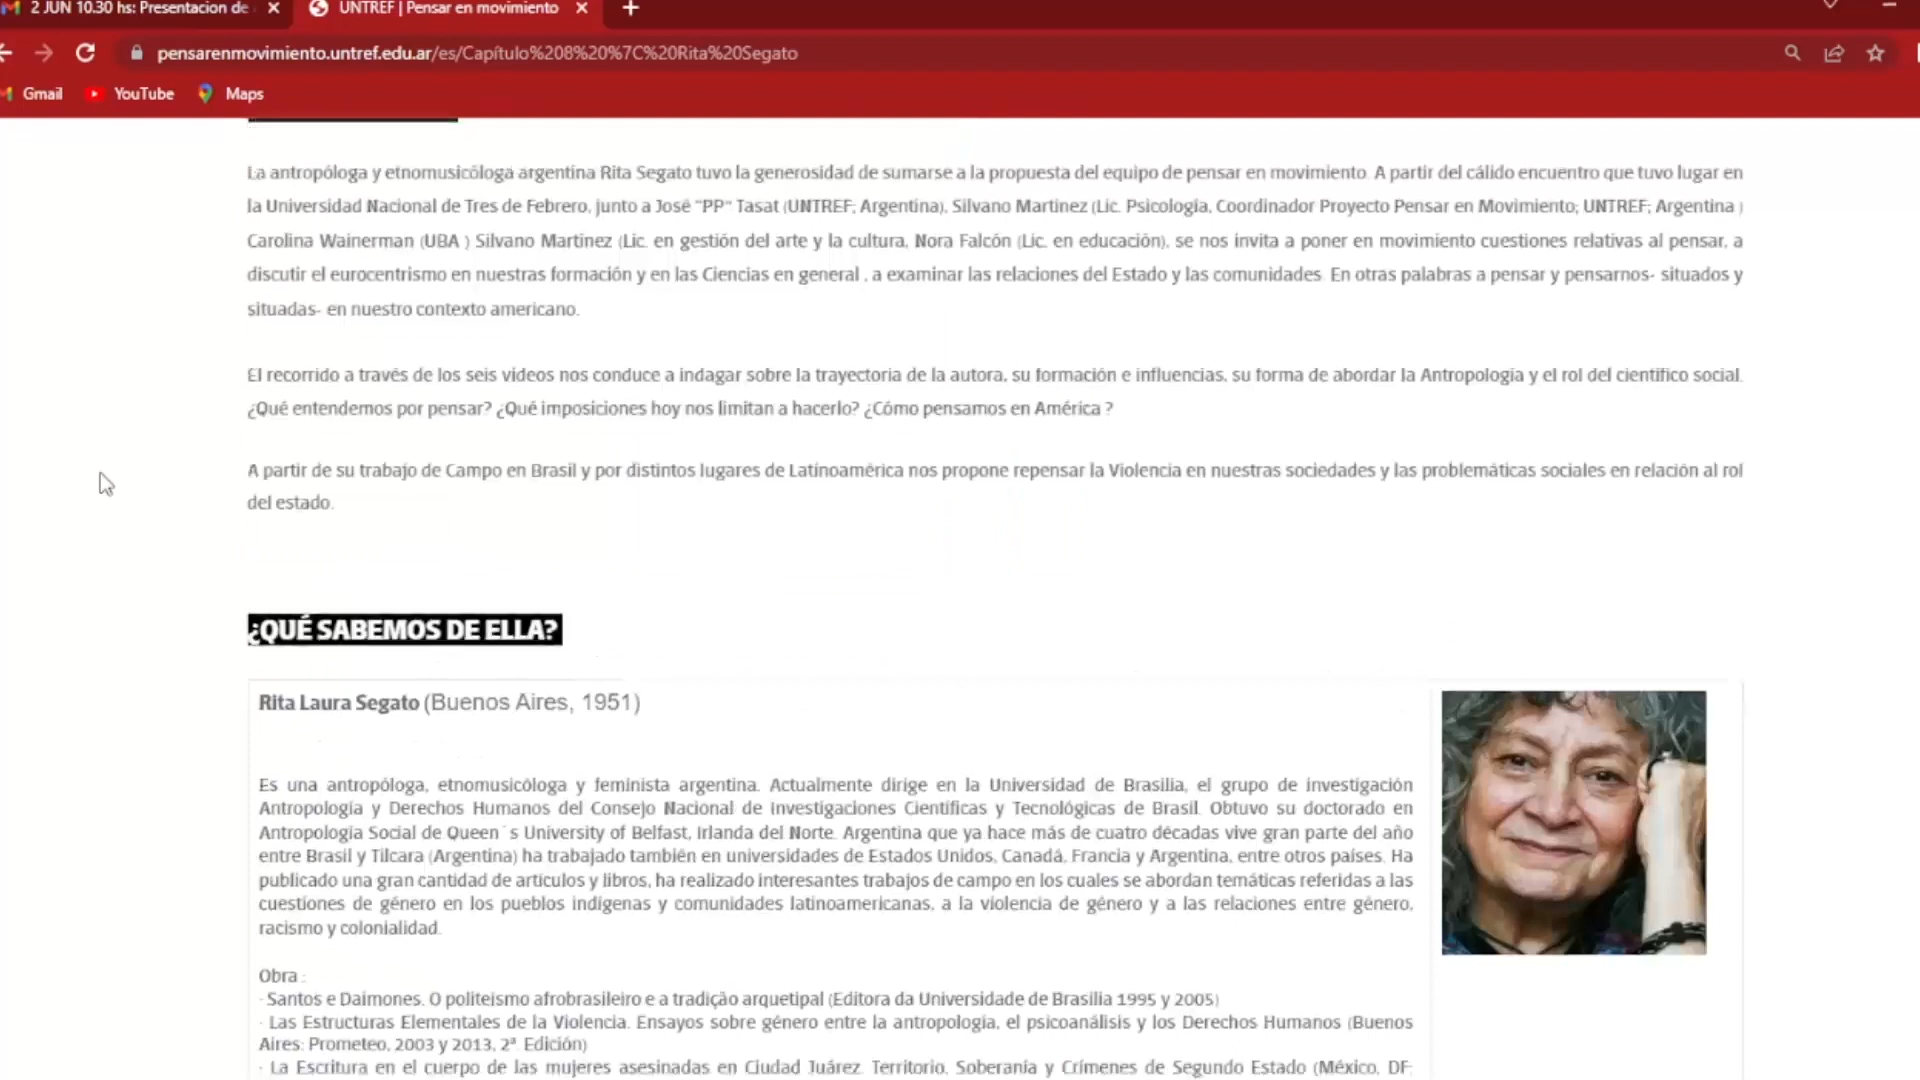 2 JUN 10.30 hs: Presentacion de
UNTREF | Pensar en movimiento
pensarenmovimiento.untref.edu.ar/es/Capítulo%208%20%7C%20Rita%20Segato
Gmail YouTube Maps
La antropóloga y etnomusicóloga argentina Rita Segato tuvo la generosidad de sumarse a la propuesta del equipo de pensar en movimiento. A partir del cálido encuentro que tuvo lugar en
la Universidad Nacional de Tres de Febrero, junto a José "PP" Tasat (UNTREF; Argentina), Silvano Martinez (Lic. Psicología, Coordinador Proyecto Pensar en Movimiento; UNTREF; Argentina )
Carolina Wainerman (UBA ) Silvano Martínez (Lic. en gestión del arte y la cultura, Nora Falcón (Lic. en educación), se nos invita a poner en movimiento cuestiones relativas al pensar, a
discutir el eurocentrismo en nuestras formación y en las Ciencias en general , a examinar las relaciones del Estado y las comunidades. En otras palabras a pensar y pensarnos- situados y
situadas- en nuestro contexto americano.
El recorrido a través de los seis videos nos conduce a indagar sobre la trayectoria de la autora, su formación e influencias, su forma de abordar la Antropología y el rol del científico social.
¿Qué entendemos por pensar? ¿Qué imposiciones hoy nos limitan a hacerlo? ¿Cómo pensamos en América ?
A partir de su trabajo de Campo en Brasil y por distintos lugares de Latinoamérica nos propone repensar la Violencia en nuestras sociedades y las problemáticas sociales en relación al rol
del estado.
¿QUÉ SABEMOS DE ELLA?
Rita Laura Segato (Buenos Aires, 1951)
Es una antropóloga, etnomusicóloga y feminista argentina. Actualmente dirige en la Universidad de Brasilia, el grupo de investigación
Antropología y Derechos Humanos del Consejo Nacional de Investigaciones Científicas y Tecnológicas de Brasil. Obtuvo su doctorado en
Antropología Social de Queen´s University of Belfast, Irlanda del Norte. Argentina que ya hace más de cuatro décadas vive gran parte del año
entre Brasil y Tilcara (Argentina) ha trabajado también en universidades de Estados Unidos, Canadá, Francia y Argentina, entre otros países. Ha
publicado una gran cantidad de artículos y libros, ha realizado interesantes trabajos de campo en los cuales se abordan temáticas referidas a las
cuestiones de género en los pueblos indígenas y comunidades latinoamericanas, a la violencia de género y a las relaciones entre género,
racismo y colonialidad.
Obra :
· Santos e Daimones. O politeismo afrobrasileiro e a tradição arquetipal (Editora da Universidade de Brasilia 1995 y 2005)
· Las Estructuras Elementales de la Violencia. Ensayos sobre género entre la antropología, el psicoanálisis y los Derechos Humanos (Buenos
Aires: Prometeo, 2003 y 2013, 2ª Edición)
· La Escritura en el cuerpo de las mujeres asesinadas en Ciudad Juárez. Territorio, Soberanía y Crímenes de Segundo Estado (México, DF: